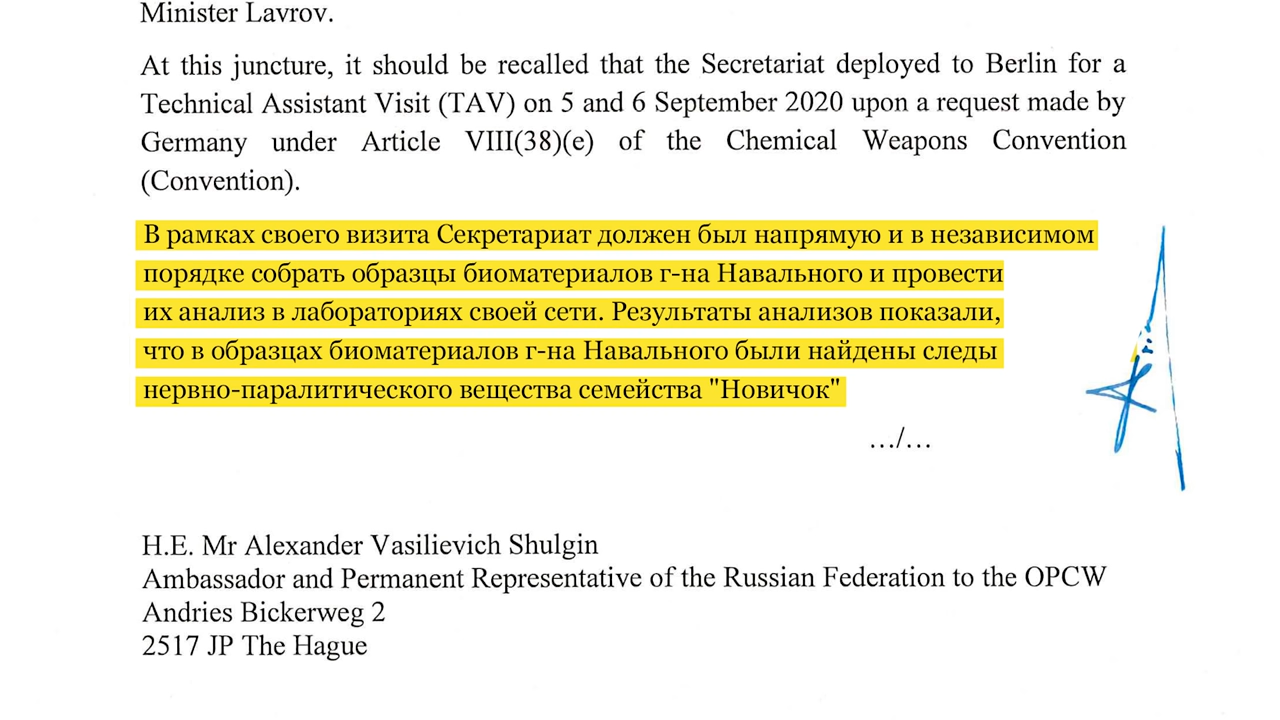 Minister Lavrov.
At this juncture, it should be recalled that the Secretariat deployed to Berlin for a
Technical Assistant Visit (TAV) on 5 and 6 September 2020 upon a request made by
Germany under Article VIII(38)(e) of the Chemical Weapons Convention
(Convention).
В рамках своего визита Секретариат должен был напрямую и в независимом
порядке собрать образцы биоматериалов г-на Навального и провести
их анализ в лабораториях своей сети. Результаты анализов показали,
что в образцах биоматериалов г-на Навального были найдены следы
нервно-паралитического вещества семейства "Новичок"
…/…
H.E. Mr Alexander Vasilievich Shulgin
Ambassador and Permanent Representative of the Russian Federation to the OPCW
Andries Bickerweg 2
2517 JP The Hague